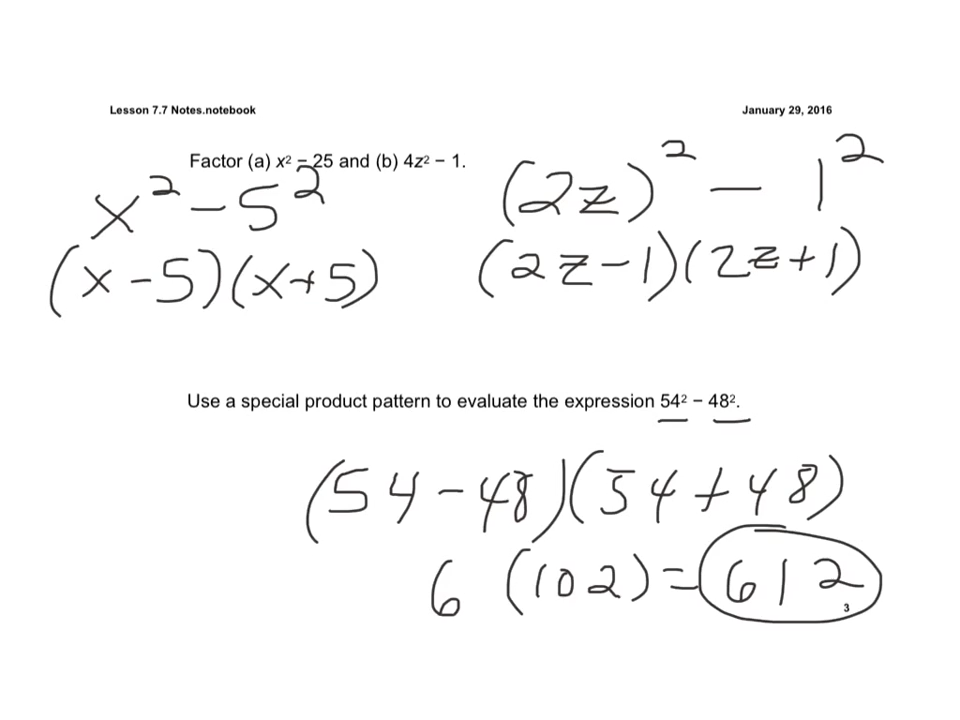 Lesson 7.7 Notes.notebook January 29, 2016
Factor (a) x² − 25 and (b) 4z² − 1.
x² − 5² (2z)² − 1²
(x − 5)(x + 5) (2z − 1)(2z + 1)
Use a special product pattern to evaluate the expression 54² − 48².
(54 − 48)(54 + 48)
6 (102) = 612
3